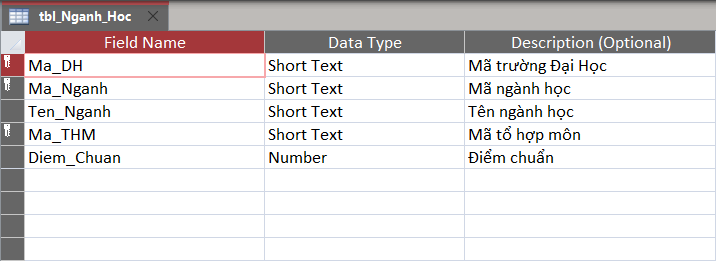 tbl_Nganh_Hoc
Field Name Data Type Description (Optional)
Ma_DH Short Text Mã trường Đại Học
Ma_Nganh Short Text Mã ngành học
Ten_Nganh Short Text Tên ngành học
Ma_THM Short Text Mã tổ hợp môn
Diem_Chuan Number Điểm chuẩn